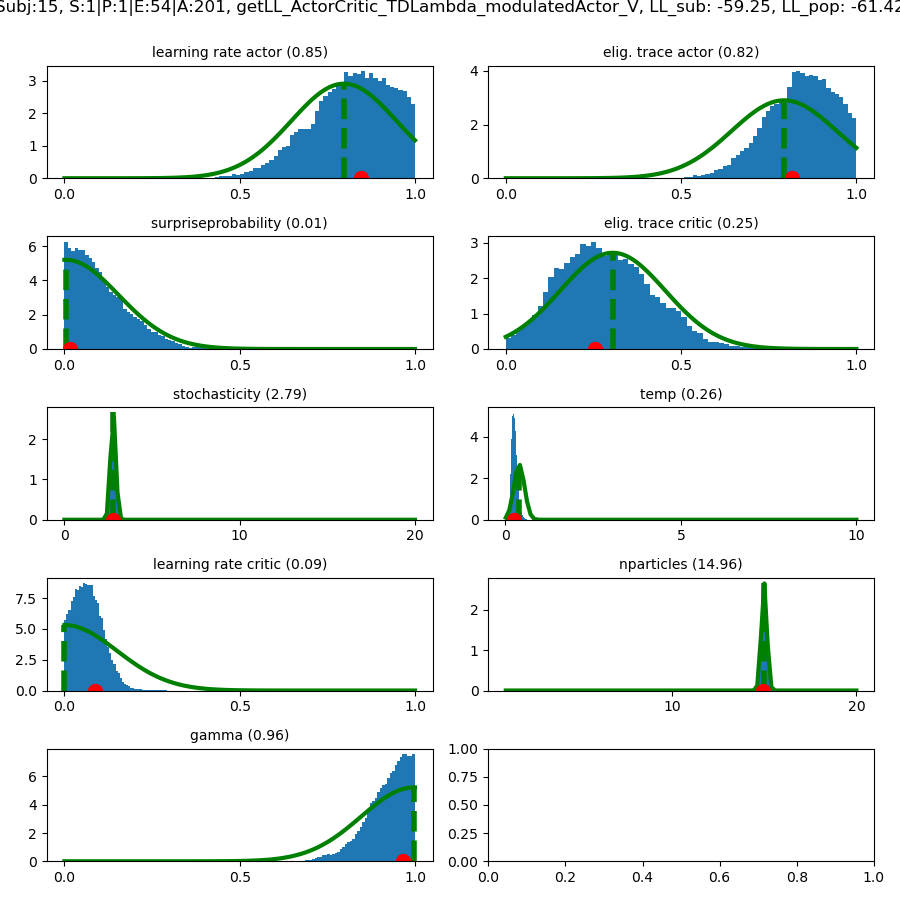 Subj:15, S:1|P:1|E:54|A:201, getLL_ActorCritic_TDLambda_modulatedActor_V, LL_sub: -59.25, LL_pop: -61.42
learning rate actor (0.85)
elig. trace actor (0.82)
3
2
1
0
0.0 0.5 1.0
4
2
0
0.0 0.5 1.0
surpriseprobability (0.01)
elig. trace critic (0.25)
6
4
2
0
0.0 0.5 1.0
3
2
1
0
0.0 0.5 1.0
stochasticity (2.79)
temp (0.26)
2
1
0
0 10 20
4
2
0
0 5 10
learning rate critic (0.09)
nparticles (14.96)
7.5
5.0
2.5
0.0
0.0 0.5 1.0
2
1
0
10 20
gamma (0.96)
6
4
2
0
0.0 0.5 1.0
1.00
0.75
0.50
0.25
0.00
0.0 0.2 0.4 0.6 0.8 1.0